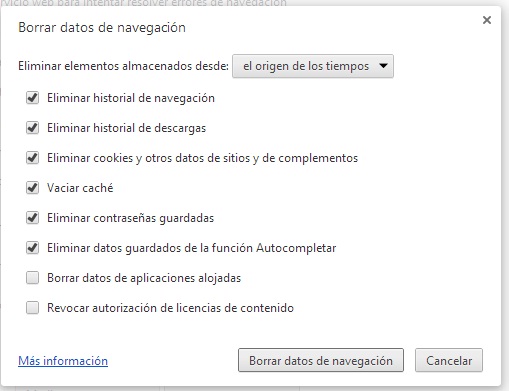 rvicio web para intentar resolver errores de navegación
Borrar datos de navegación
Eliminar elementos almacenados desde: el origen de los tiempos
Eliminar historial de navegación
Eliminar historial de descargas
Eliminar cookies y otros datos de sitios y de complementos
Vaciar caché
Eliminar contraseñas guardadas
Eliminar datos guardados de la función Autocompletar
Borrar datos de aplicaciones alojadas
Revocar autorización de licencias de contenido
Más información Borrar datos de navegación Cancelar